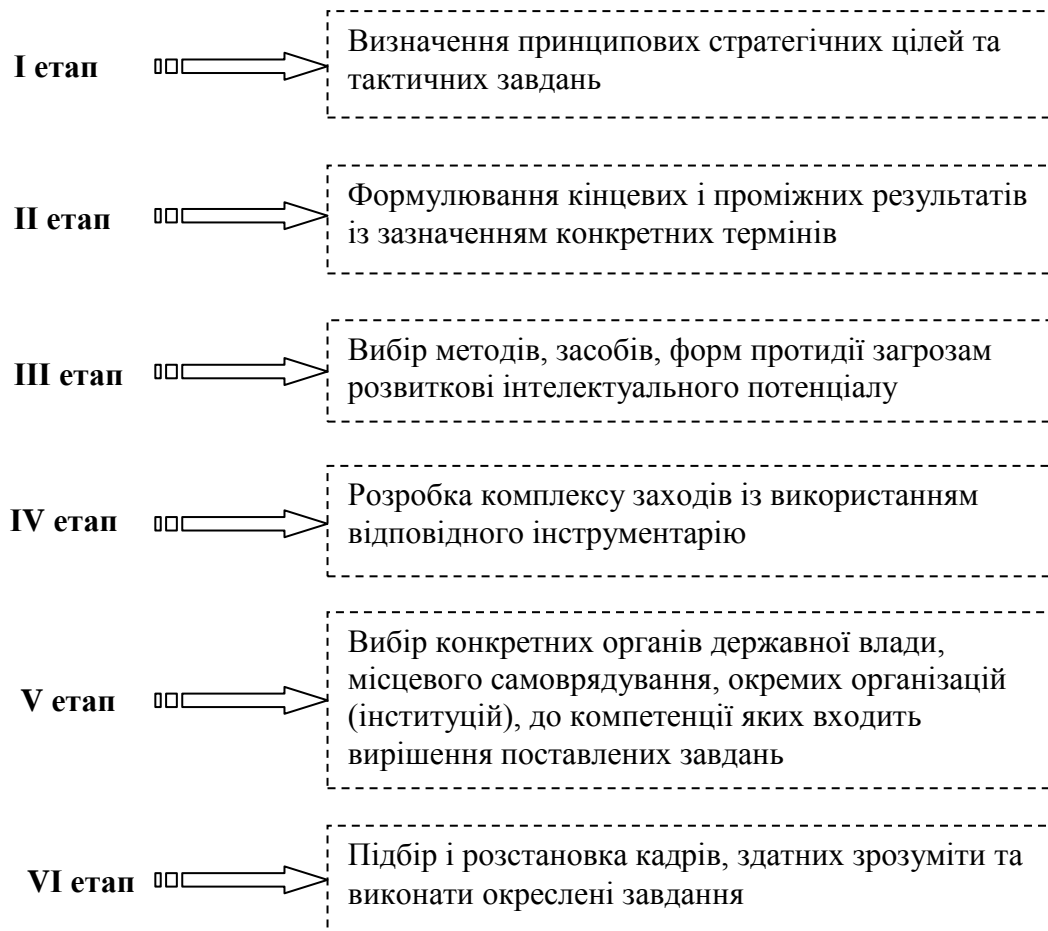 I етап
Визначення принципових стратегічних цілей та
тактичних завдань
II етап
Формулювання кінцевих і проміжних результатів
із зазначенням конкретних термінів
III етап
Вибір методів, засобів, форм протидії загрозам
розвиткові інтелектуального потенціалу
IV етап
Розробка комплексу заходів із використанням
відповідного інструментарію
V етап
Вибір конкретних органів державної влади,
місцевого самоврядування, окремих організацій
(інституцій), до компетенції яких входить
вирішення поставлених завдань
VI етап
Підбір і розстановка кадрів, здатних зрозуміти та
виконати окреслені завдання